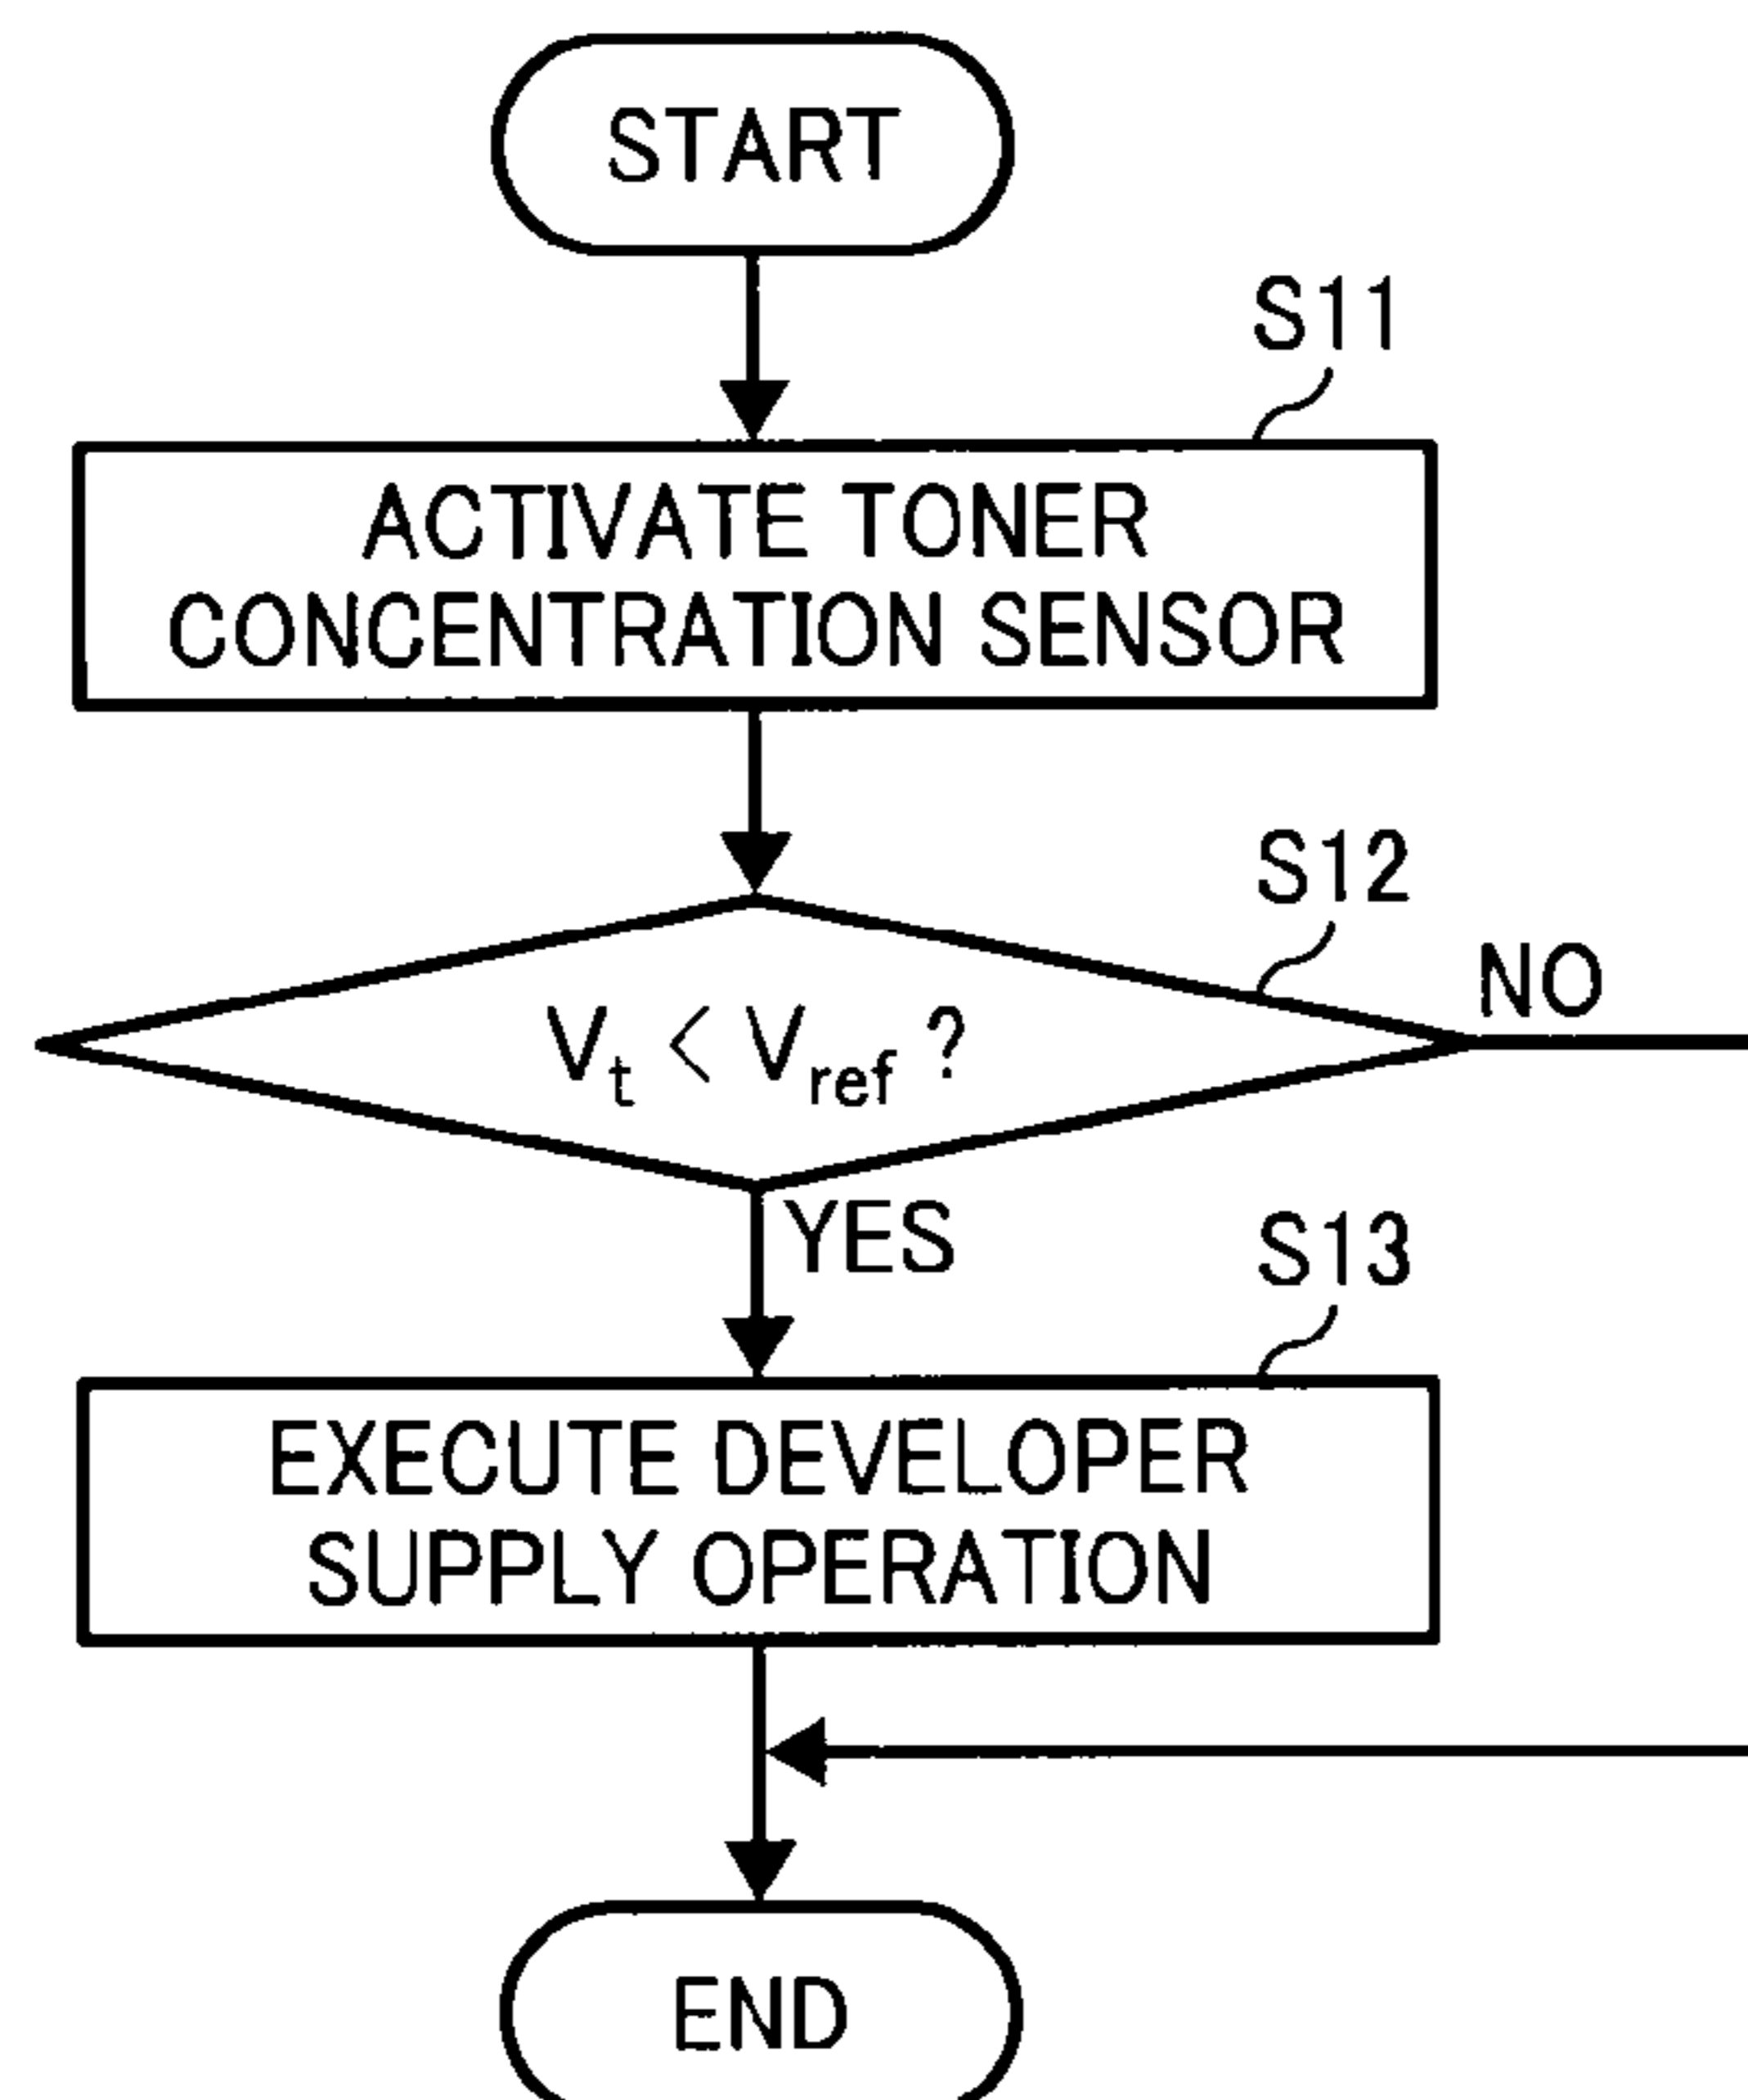 START
S11
ACTIVATE TONER
CONCENTRATION SENSOR
S12
NO
Vt < Vref ?
YES
S13
EXECUTE DEVELOPER
SUPPLY OPERATION
END